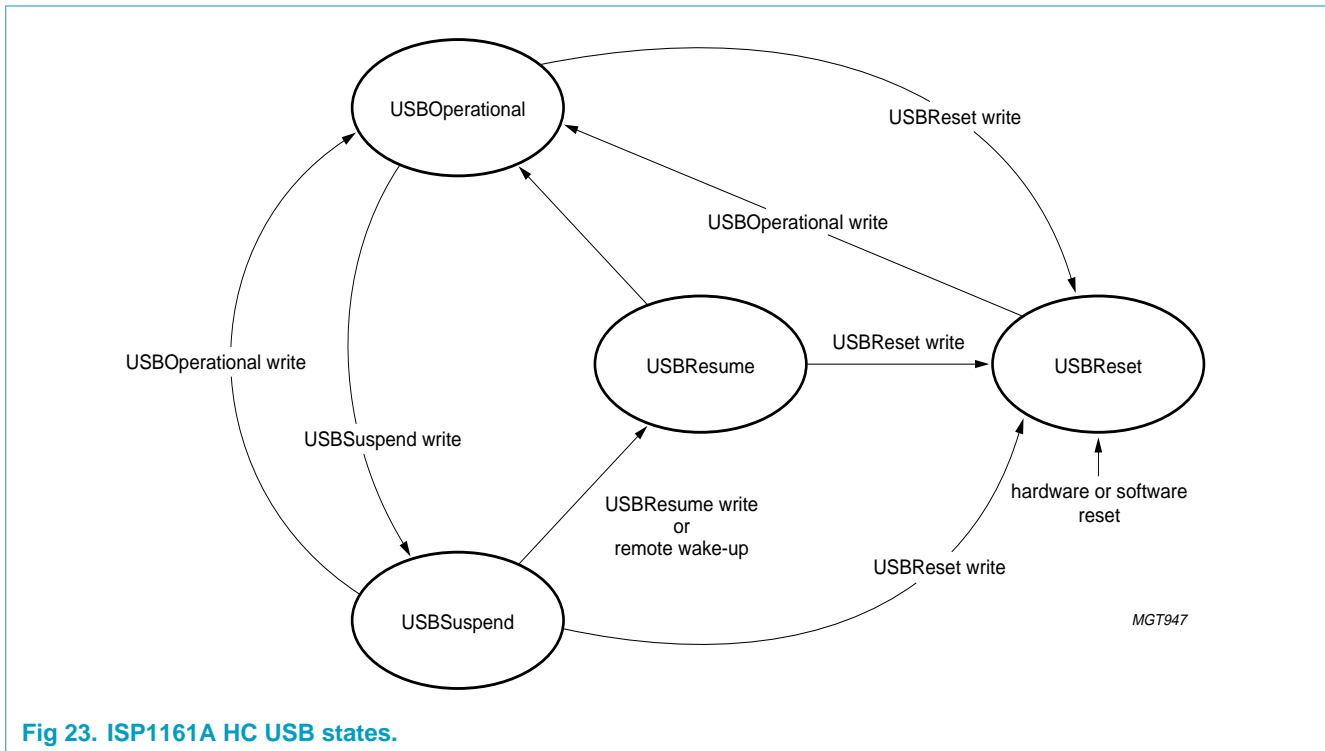 USBOperational
USBReset write
USBOperational write
USBReset write
USBResume
USBReset
USBOperational write
USBSuspend write
hardware or software
reset
USBResume write
or
remote wake-up
USBReset write
USBSuspend
MGT947
Fig 23. ISP1161A HC USB states.